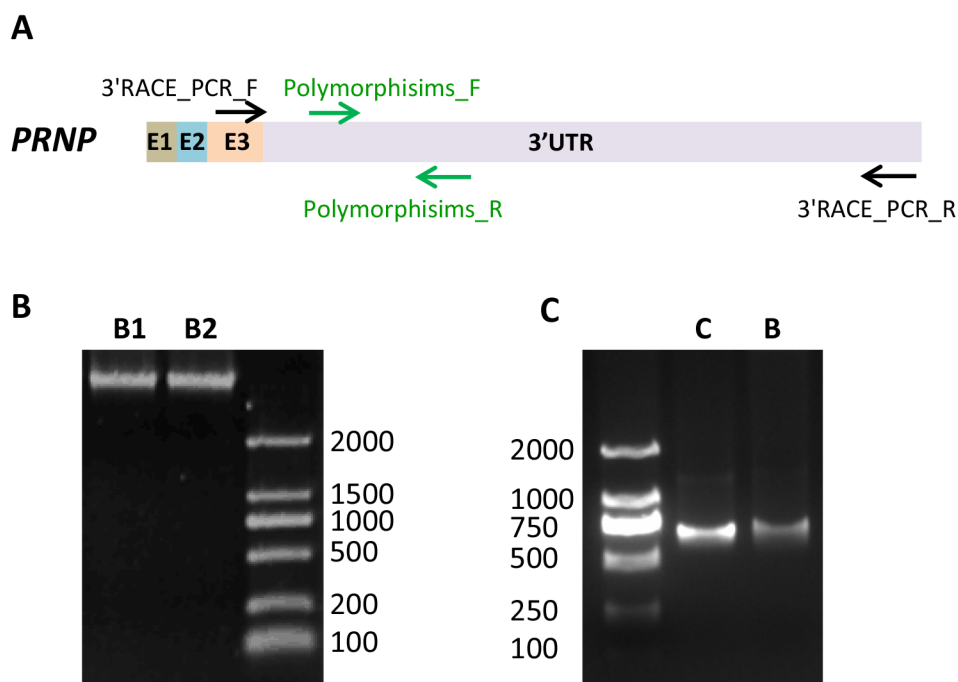 A
3'RACE_PCR_F
Polymorphisims_F
PRNP
E1 E2 E3 3’UTR
Polymorphisims_R
3'RACE_PCR_R
B
B1 B2
2000
1500
1000
500
200
100
C
C B
2000
1000
750
500
250
100